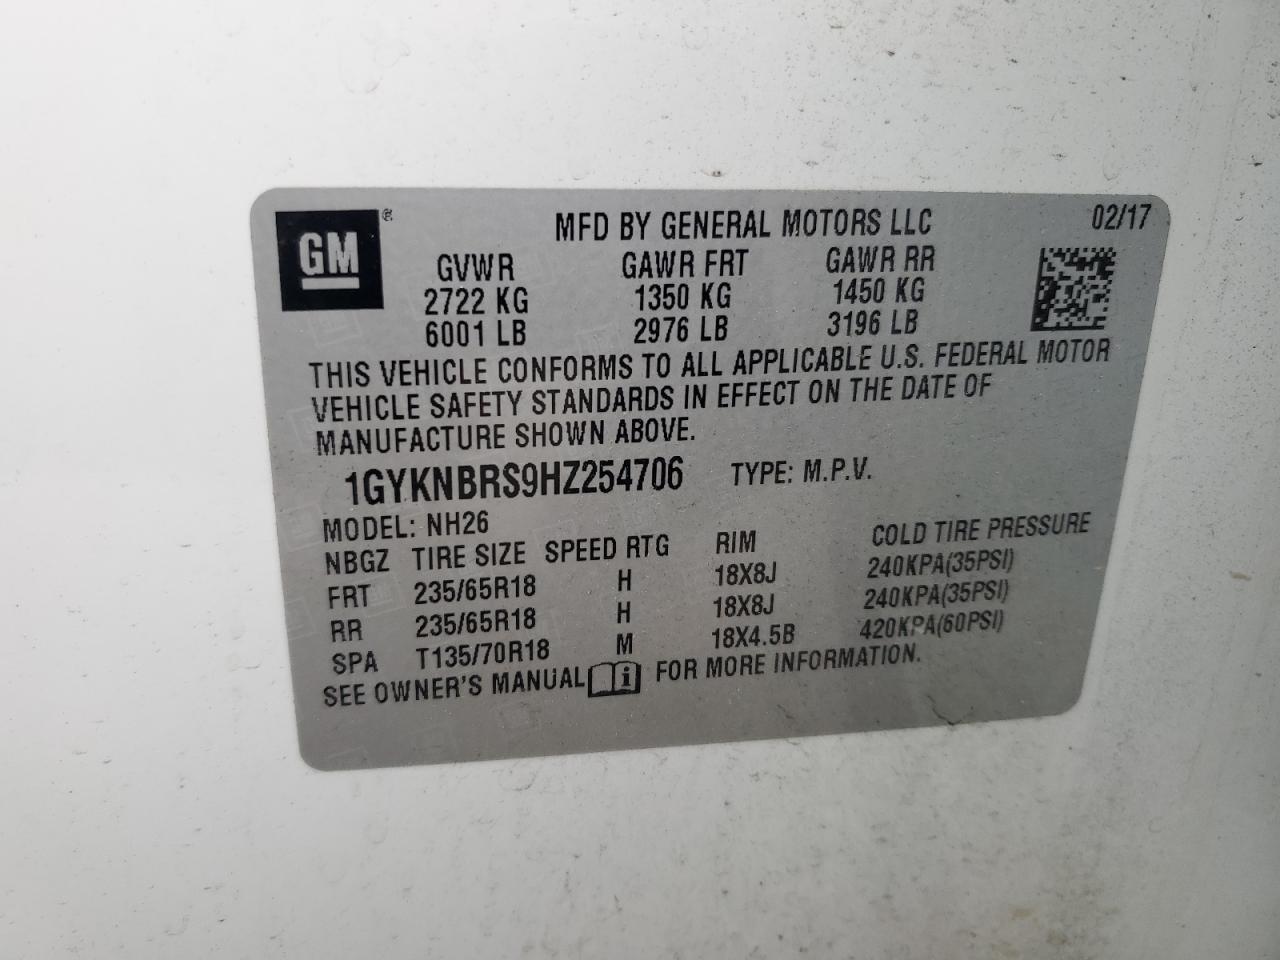 GM ® MFD BY GENERAL MOTORS LLC 02/17
GVWR GAWR FRT GAWR RR
2722 KG 1350 KG 1450 KG
6001 LB 2976 LB 3196 LB
THIS VEHICLE CONFORMS TO ALL APPLICABLE U.S. FEDERAL MOTOR
VEHICLE SAFETY STANDARDS IN EFFECT ON THE DATE OF
MANUFACTURE SHOWN ABOVE.
1GYKNBRS9HZ254706 TYPE: M.P.V.
MODEL: NH26
NBGZ TIRE SIZE SPEED RTG RIM COLD TIRE PRESSURE
FRT 235/65R18 H 18X8J 240KPA(35PSI)
RR 235/65R18 H 18X8J 240KPA(35PSI)
SPA T135/70R18 M 18X4.5B 420KPA(60PSI)
SEE OWNER'S MANUAL i FOR MORE INFORMATION.